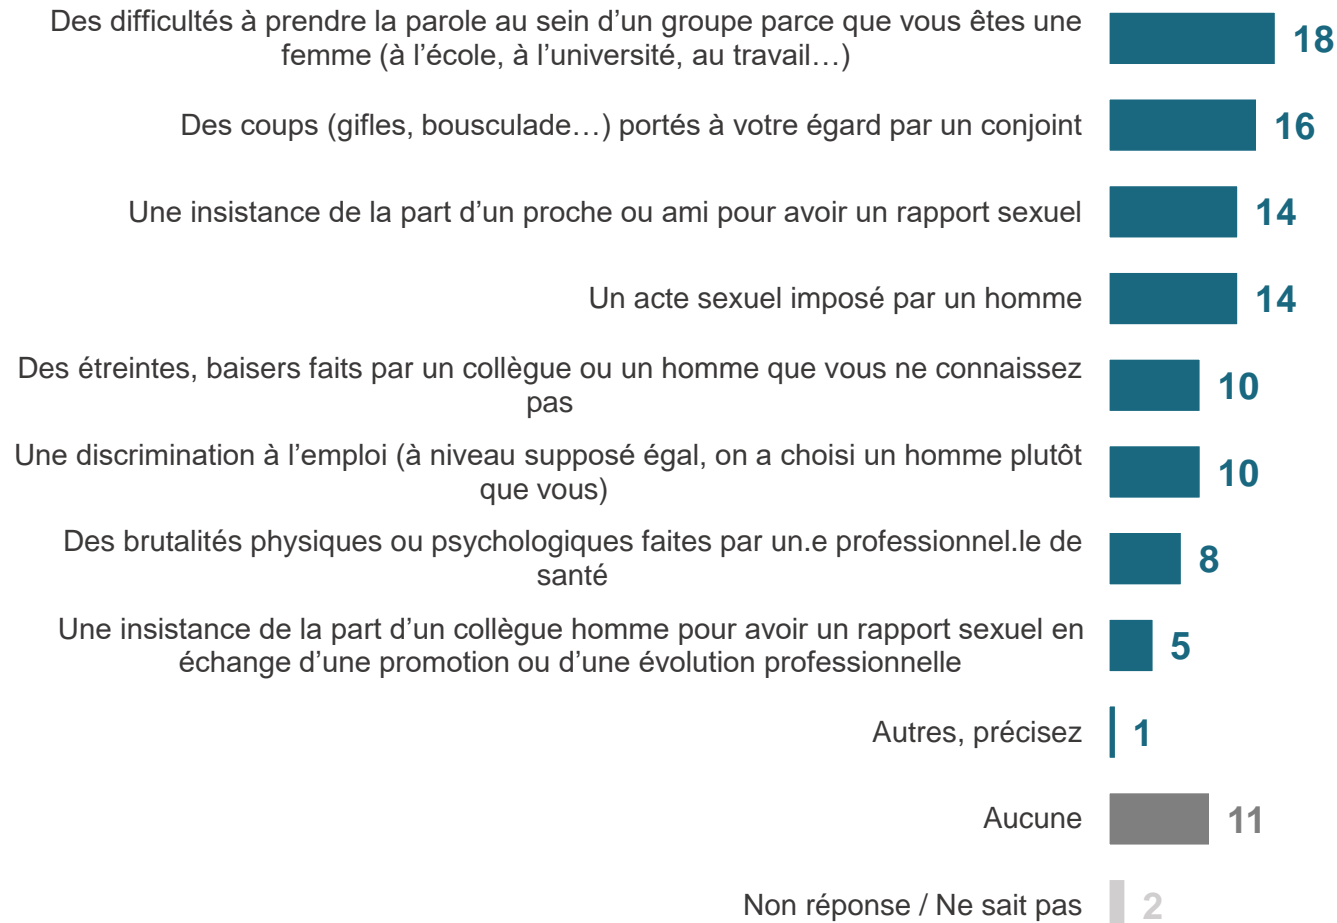 Des difficultés à prendre la parole au sein d’un groupe parce que vous êtes une
femme (à l’école, à l’université, au travail…)
18
Des coups (gifles, bousculade…) portés à votre égard par un conjoint
16
Une insistance de la part d’un proche ou ami pour avoir un rapport sexuel
14
Un acte sexuel imposé par un homme
14
Des étreintes, baisers faits par un collègue ou un homme que vous ne connaissez
pas
10
Une discrimination à l’emploi (à niveau supposé égal, on a choisi un homme plutôt
que vous)
10
Des brutalités physiques ou psychologiques faites par un.e professionnel.le de
santé
8
Une insistance de la part d’un collègue homme pour avoir un rapport sexuel en
échange d’une promotion ou d’une évolution professionnelle
5
Autres, précisez
1
Aucune
11
Non réponse / Ne sait pas
2